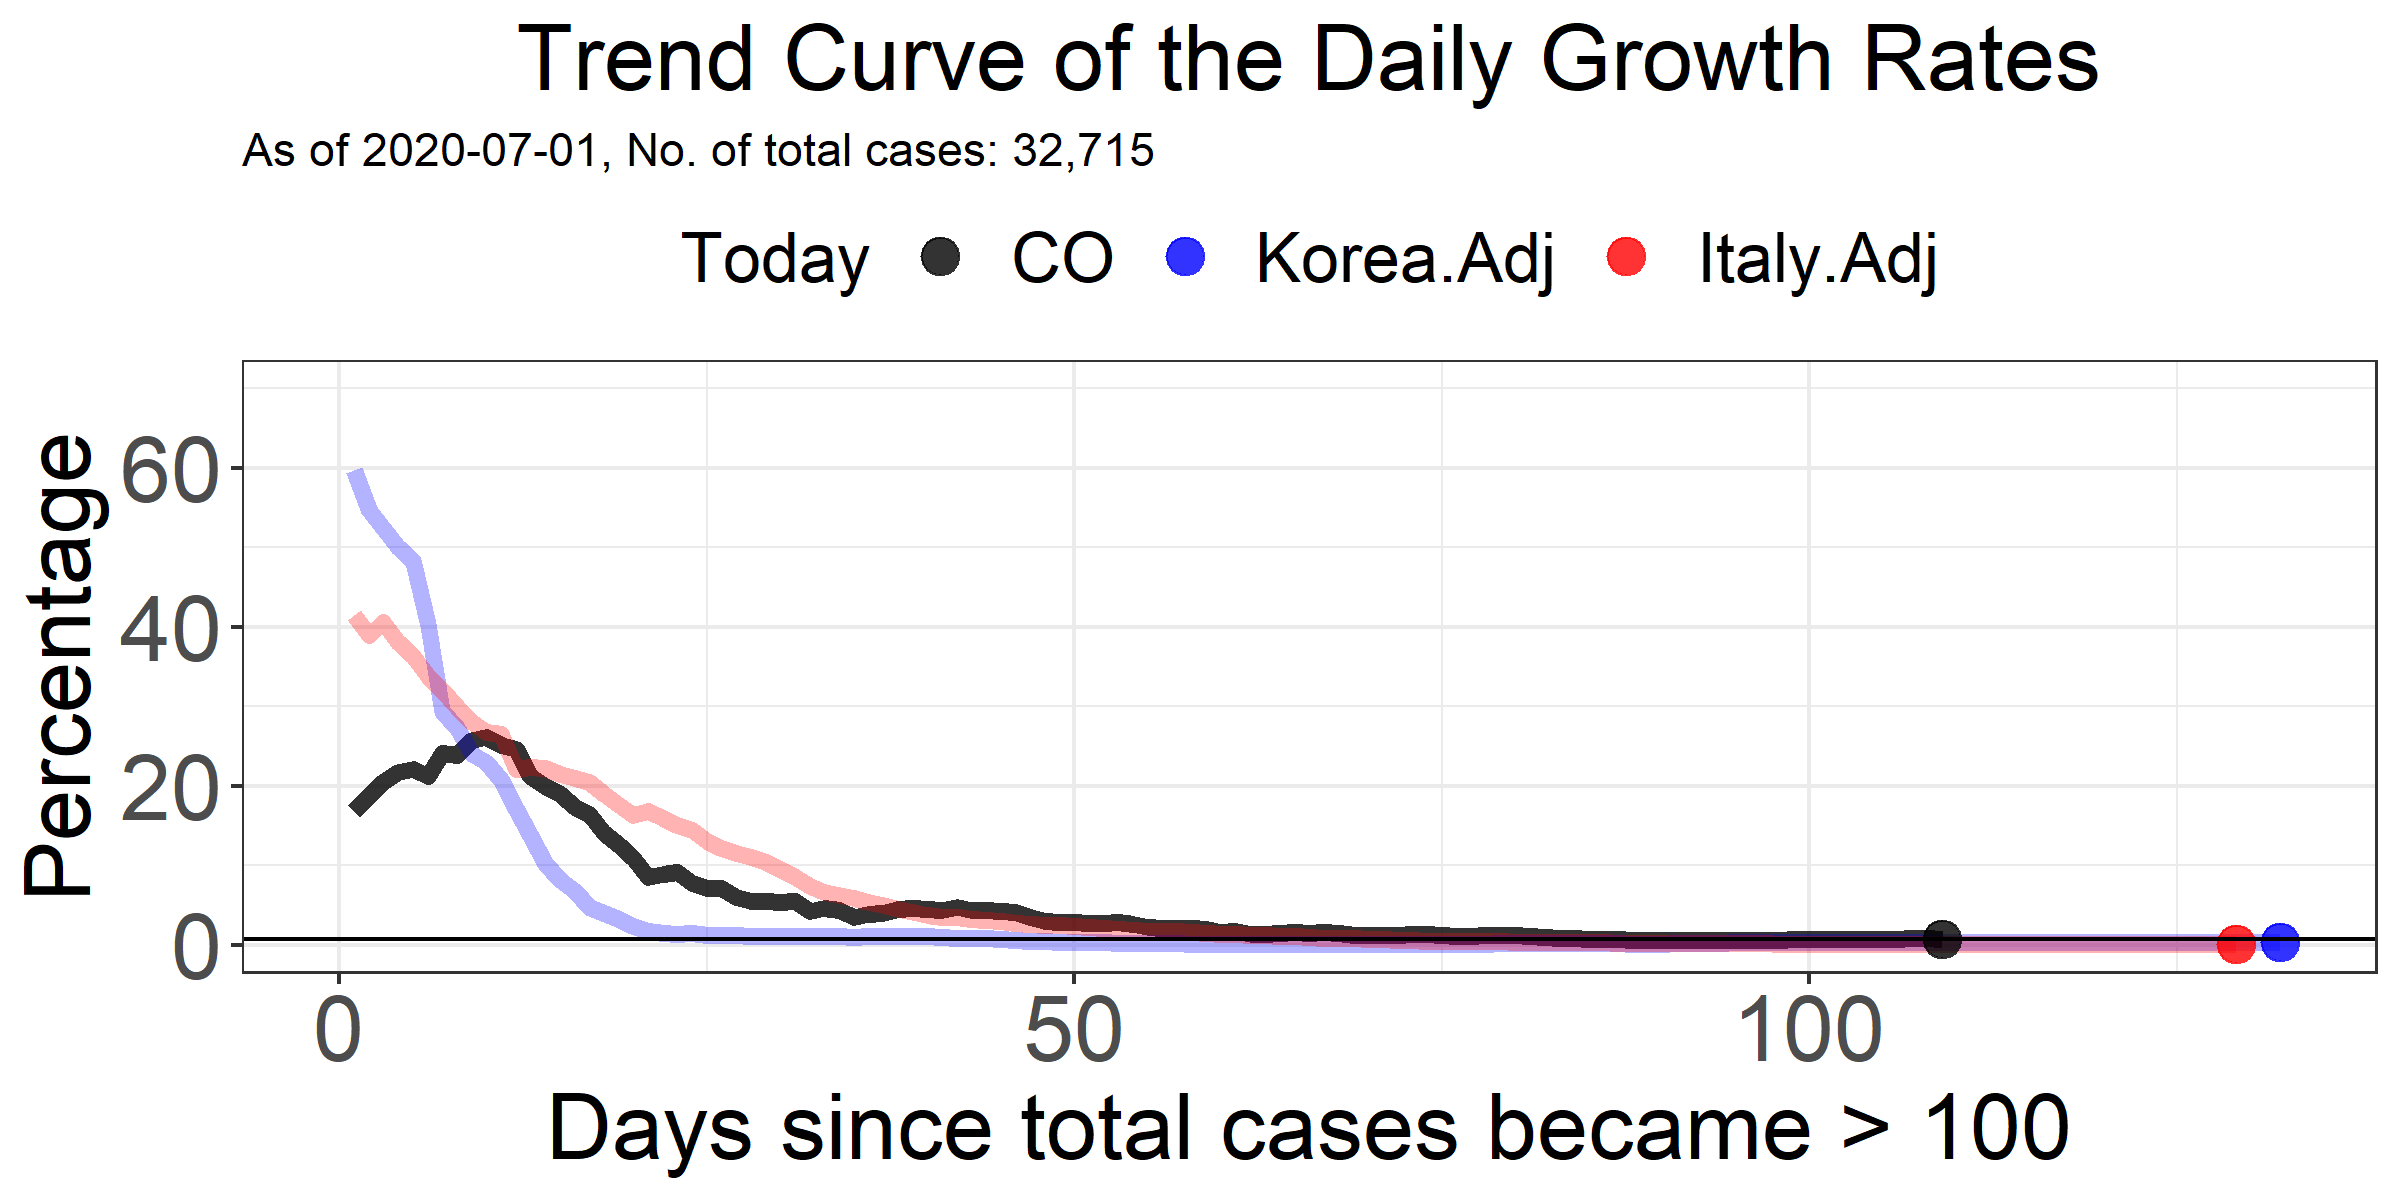 Trend Curve of the Daily Growth Rates
As of 2020-07-01, No. of total cases: 32,715
Today CO Korea.Adj Italy.Adj
Percentage
60
40
20
0
0 50 100
Days since total cases became > 100